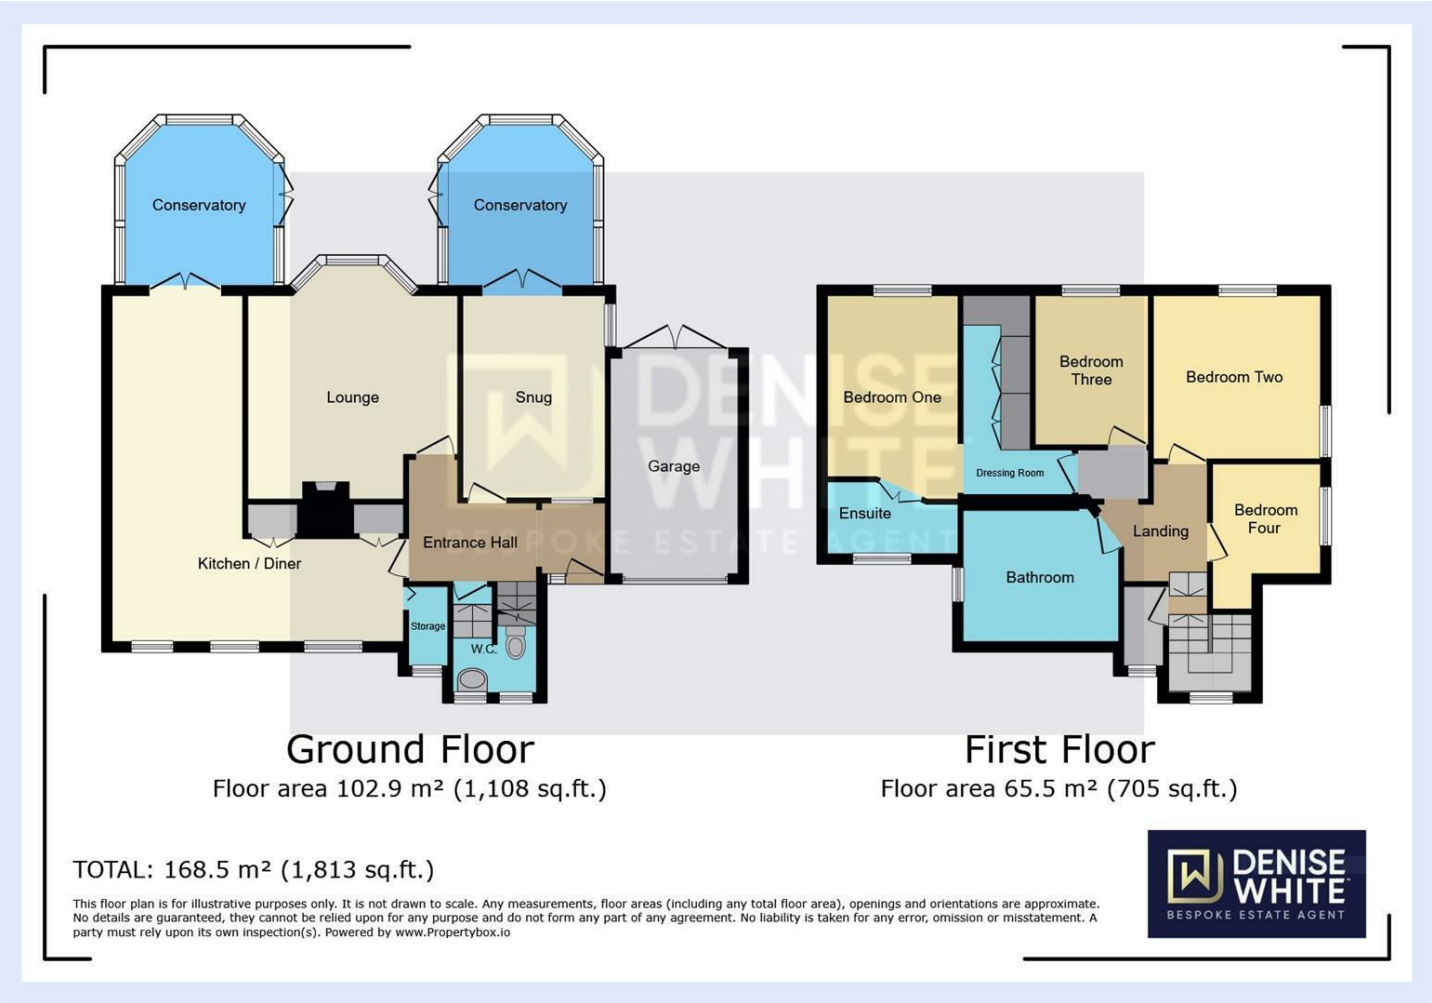 Conservatory
Conservatory
Lounge
Snug
Garage
Kitchen / Diner
Entrance Hall
Storage
W.C.
Bedroom One
Bedroom Three
Bedroom Two
Dressing Room
Ensuite
Bedroom Four
Landing
Bathroom
DENISE
WHITE
BESPOKE ESTATE AGENT
Ground Floor
Floor area 102.9 m² (1,108 sq.ft.)
First Floor
Floor area 65.5 m² (705 sq.ft.)
TOTAL: 168.5 m² (1,813 sq.ft.)
This floor plan is for illustrative purposes only. It is not drawn to scale. Any measurements, floor areas (including any total floor area), openings and orientations are approximate.
No details are guaranteed, they cannot be relied upon for any purpose and do not form any part of any agreement. No liability is taken for any error, omission or misstatement. A
party must rely upon its own inspection(s). Powered by www.Propertybox.io
DENISE
WHITE™
BESPOKE ESTATE AGENT